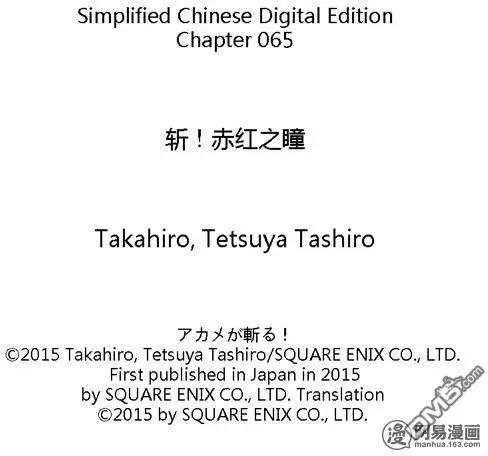 Simplified Chinese Digital Edition
Chapter 065
斩！赤红之瞳
Takahiro, Tetsuya Tashiro
アカメが斬る！
©2015 Takahiro, Tetsuya Tashiro/SQUARE ENIX CO., LTD.
First published in Japan in 2015
by SQUARE ENIX CO., LTD. Translation
©2015 by SQUARE ENIX CO., LTD.
网易漫画
manhua.163.com